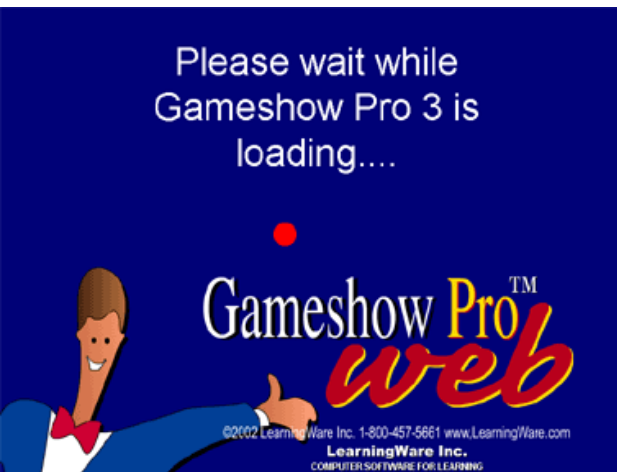 Please wait while
Gameshow Pro 3 is
loading....
Gameshow Pro™
web
©2002 LearningWare Inc. 1-800-457-5661 www.LearningWare.com
LearningWare Inc.
COMPUTER SOFTWARE FOR LEARNING